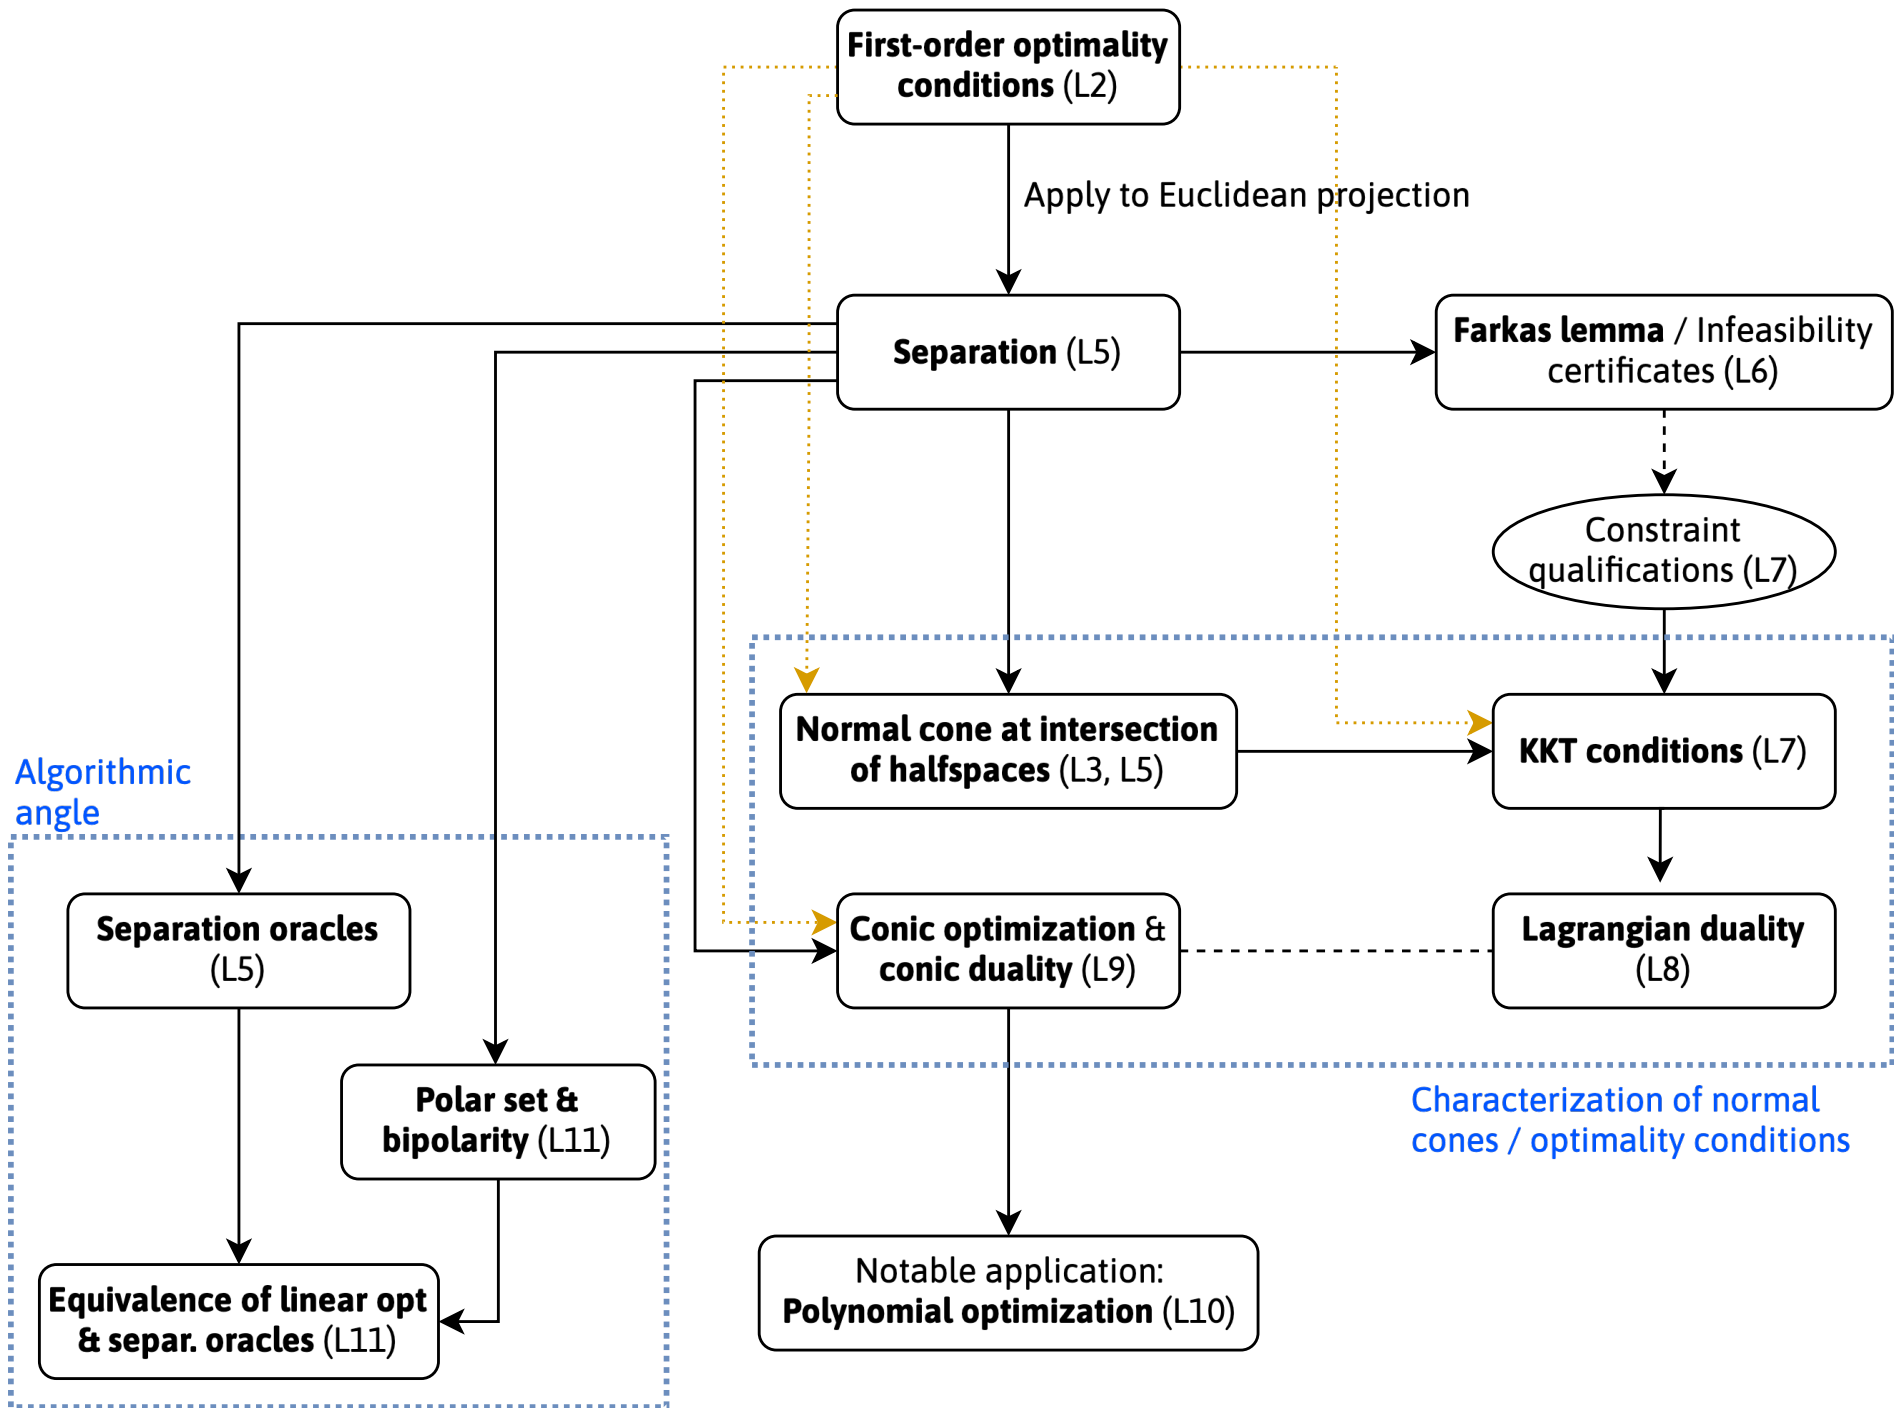 First-order optimality
conditions (L2)
Apply to Euclidean projection
Separation (L5)
Farkas lemma / Infeasibility
certificates (L6)
Constraint
qualifications (L7)
Normal cone at intersection
of halfspaces (L3, L5)
KKT conditions (L7)
Algorithmic
angle
Separation oracles
(L5)
Conic optimization &
conic duality (L9)
Lagrangian duality
(L8)
Polar set &
bipolarity (L11)
Characterization of normal
cones / optimality conditions
Equivalence of linear opt
& separ. oracles (L11)
Notable application:
Polynomial optimization (L10)